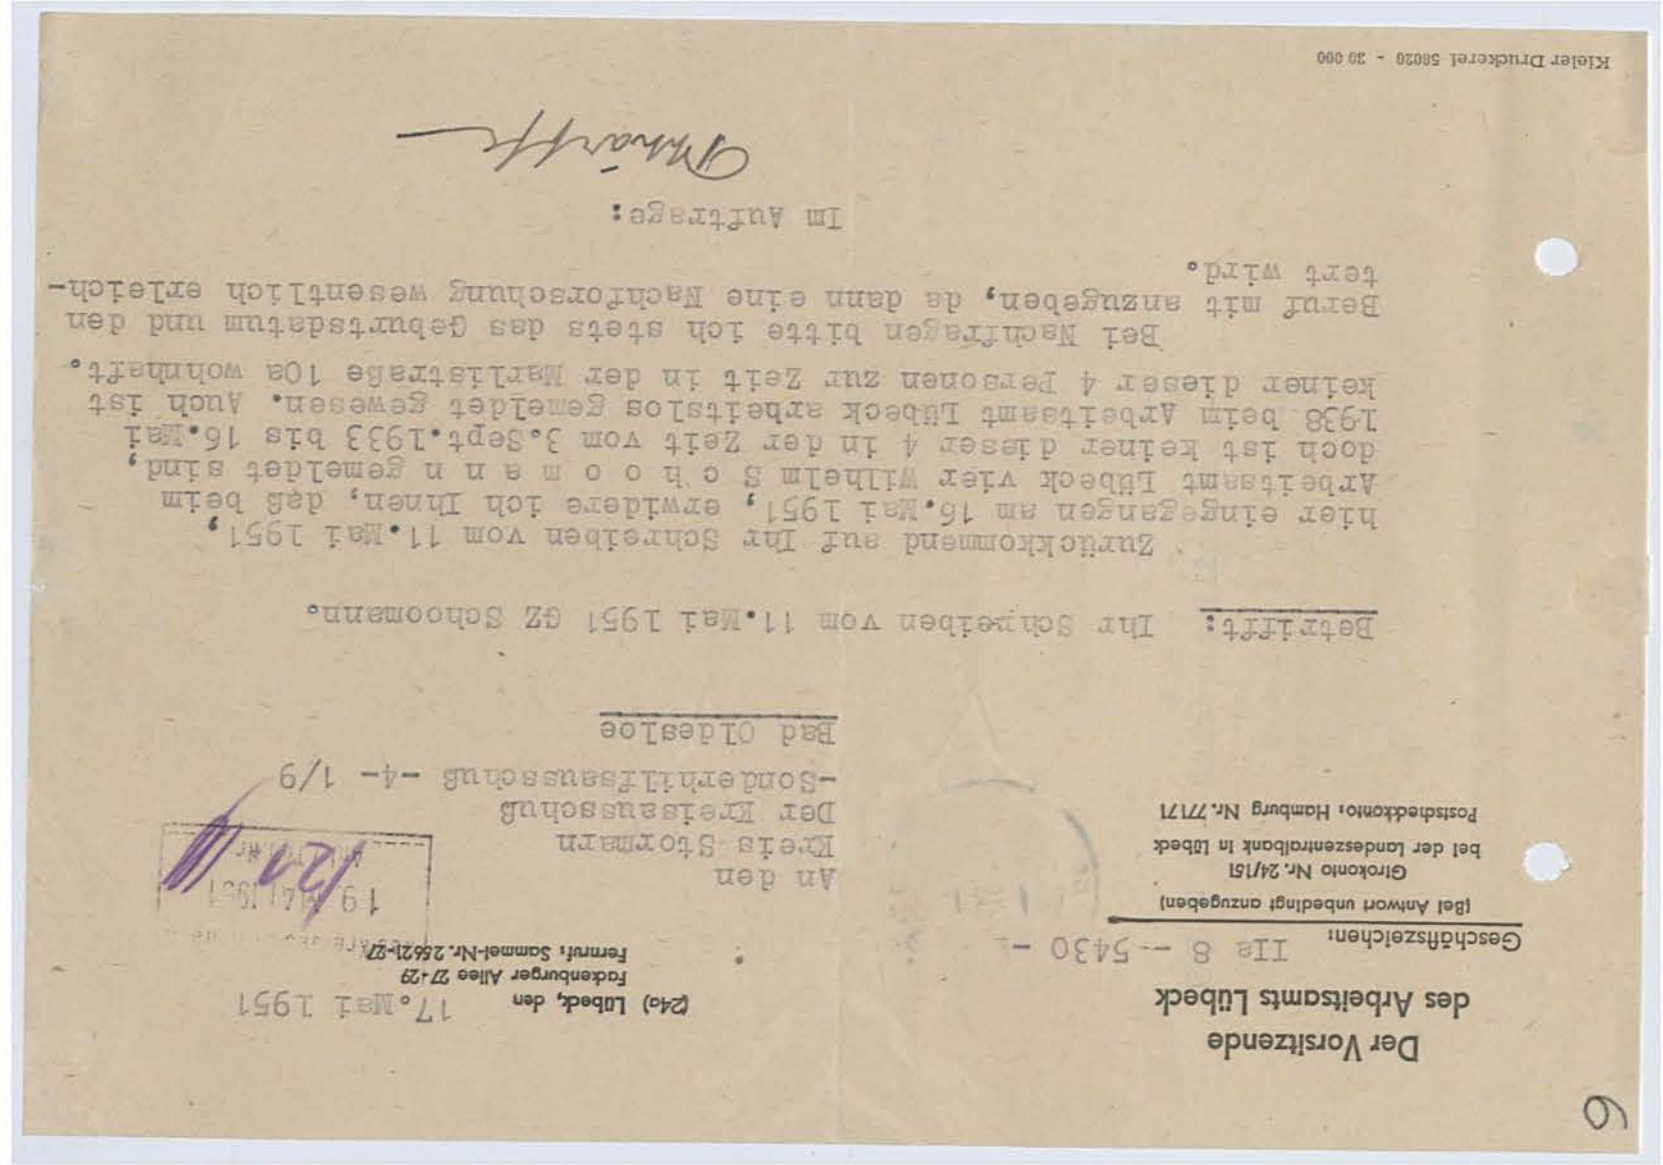 6
Der Vorsitzende
des Arbeitsamts Lübeck
Geschäftszeichen: IIa 8 -- 5430 -
(Bei Antwort unbedingt anzugeben)
Girokonto Nr. 24/151
bei der Landeszentralbank in Lübeck
Postscheckkonto: Hamburg Nr. 77171
(24a) Lübeck, den 17.Mai 1951
Fackenburger Allee 27-29
Fernruf: Sammel-Nr. 25621-27
19 MAI 1951
An den
Kreis Stormarn
Der Kreisausschuß
-Sonderhilfsausschuß -4- 1/9
Bad Oldesloe
Betrifft: Ihr Schreiben vom 11.Mai 1951 GZ Schoomann.
Zurückkommend auf Ihr Schreiben vom 11.Mai 1951,
hier eingegangen am 16.Mai 1951, erwidere ich Ihnen, daß beim
Arbeitsamt Lübeck vier Wilhelm S c h o o m a n n gemeldet sind,
doch ist keiner dieser 4 in der Zeit vom 3.Sept.1933 bis 16.Mai
1938 beim Arbeitsamt Lübeck arbeitslos gemeldet gewesen. Auch ist
keiner dieser 4 Personen zur Zeit in der Marlistraße 10a wohnhaft.
Bei Nachfragen bitte ich stets das Geburtsdatum und den
Beruf mit anzugeben, da dann eine Nachforschung wesentlich erleich-
tert wird.
Im Auftrage:
Kieler Druckerei 58020 - 30 000